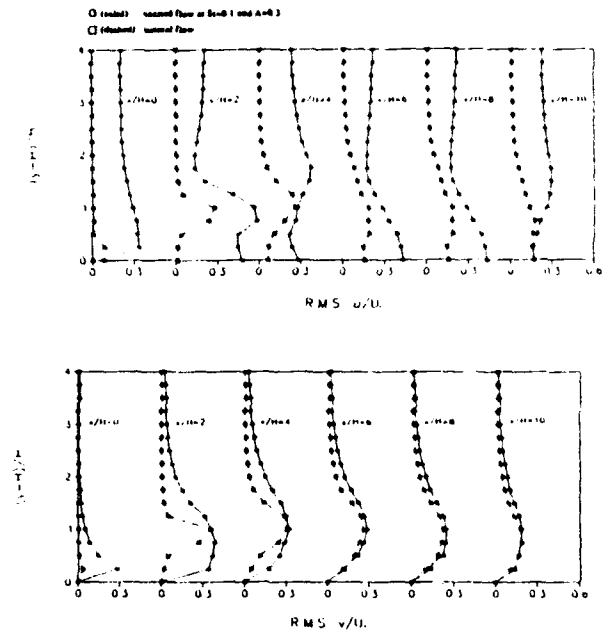 (solid) forced flow at St=0.1 and A=0.3
(dashed) normal flow
4
3
2
1
0
x/H=0 x/H=2 x/H=4 x/H=6 x/H=8 x/H=10
0 0.3 0 0.3 0 0.3 0 0.3 0 0.3 0 0.3 0.6
R.M.S. u/U.
(y-H)/H
4
3
2
1
0
x/H=0 x/H=2 x/H=4 x/H=6 x/H=8 x/H=10
0 0.3 0 0.3 0 0.3 0 0.3 0 0.3 0 0.3 0.6
R.M.S. v/U.
(y-H)/H